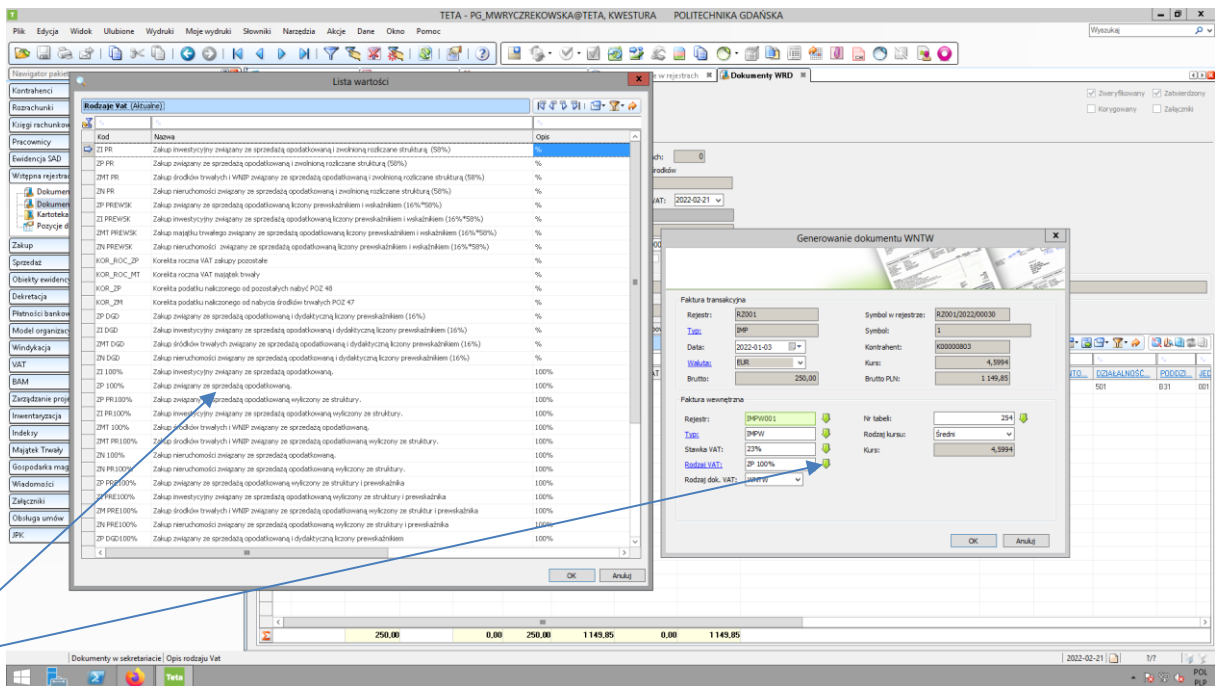 TETA - PG_MWRYCZREKOWSKA@TETA, KWESTURA POLITECHNIKA GDAŃSKA
Plik Edycja Widok Ulubione Wydruki Moje wydruki Słowniki Narzędzia Akcje Dane Okno Pomoc
Wyszukaj
Nawigator pakiet
Kontrahenci
Rozrachunki
Księgi rachunkow
Pracownicy
Ewidencja SAD
Wstępna rejestrac
Dokumen
Dokumen
Kartoteka
Pozycje d
Zakup
Sprzedaż
Obiekty ewidency
Dekretacja
Płatności bankow
Model organizacy
Windykacja
VAT
BAM
Zarządzanie proje
Inwentaryzacja
Indeksy
Majątek Trwały
Gospodarka mag
Wiadomości
Załączniki
Obsługa umów
JPK
e w rejestrach Dokumenty WRD
Zweryfikowany Zatwierdzony
Korygowany Załączniki
Lista wartości
Rodzaje Vat (Aktualne)
Kod Nazwa Opis
ZI PR Zakup inwestycyjny związany ze sprzedażą opodatkowaną i zwolnioną rozliczane strukturą (58%) %
ZP PR Zakup związany ze sprzedażą opodatkowaną i zwolnioną rozliczane strukturą (58%) %
ZMT PR Zakup środków trwałych i WNIP związany ze sprzedażą opodatkowaną i zwolnioną rozliczane strukturą (58%) %
ZN PR Zakup nieruchomości związany ze sprzedażą opodatkowaną i zwolnioną rozliczane strukturą (58%) %
ZP PREWSK Zakup związany ze sprzedażą opodatkowaną liczony prewskaźnikiem i wskaźnikiem (16%*58%) %
ZI PREWSK Zakup inwestycyjny związany ze sprzedażą opodatkowaną liczony prewskaźnikiem i wskaźnikiem (16%*58%) %
ZMT PREWSK Zakup majątku trwałego związany ze sprzedażą opodatkowaną liczony prewskaźnikiem i wskaźnikiem (16%*58%) %
ZN PREWSK Zakup nieruchomości związany ze sprzedażą opodatkowaną liczony prewskaźnikiem i wskaźnikiem (16%*58%) %
KOR_ROC_ZP Korekta roczna VAT zakupy pozostałe %
KOR_ROC_MT Korekta roczna VAT majątek trwały %
KOR_ZP Korekta podatku naliczonego od pozostałych nabyć POZ 48 %
KOR_ZM Korekta podatku naliczonego od nabycia środków trwałych POZ 47 %
ZP DGD Zakup związany ze sprzedażą opodatkowaną i dydaktyczną liczony prewskaźnikiem (16%) %
ZI DGD Zakup inwestycyjny związany ze sprzedażą opodatkowaną i dydaktyczną liczony prewskaźnikiem (16%) %
ZMT DGD Zakup środków trwałych i WNIP związany ze sprzedażą opodatkowaną i dydaktyczną liczony prewskaźnikiem (16%) %
ZN DGD Zakup nieruchomości związany ze sprzedażą opodatkowaną i dydaktyczną liczony prewskaźnikiem (16%) %
ZI 100% Zakup inwestycyjny związany ze sprzedażą opodatkowaną. 100%
ZP 100% Zakup związany ze sprzedażą opodatkowaną. 100%
ZP PR100% Zakup związany ze sprzedażą opodatkowaną wyliczony ze struktury. 100%
ZI PR100% Zakup inwestycyjny związany ze sprzedażą opodatkowaną wyliczony ze struktury. 100%
ZMT 100% Zakup środków trwałych i WNIP związany ze sprzedażą opodatkowaną. 100%
ZMT PR100% Zakup środków trwałych i WNIP związany ze sprzedażą opodatkowaną wyliczony ze struktury. 100%
ZN 100% Zakup nieruchomości związany ze sprzedażą opodatkowaną. 100%
ZN PR100% Zakup nieruchomości związany ze sprzedażą opodatkowaną wyliczony ze struktury. 100%
ZP PRE100% Zakup związany ze sprzedażą opodatkowaną wyliczony ze struktury i prewskaźnika 100%
ZI PRE100% Zakup inwestycyjny związany ze sprzedażą opodatkowaną wyliczony ze struktury i prewskaźnika 100%
ZM PRE100% Zakup środków trwałych i WNIP związany ze sprzedażą opodatkowaną wyliczony ze struktur i prewskaźnika 100%
ZN PRE100% Zakup nieruchomości związany ze sprzedażą opodatkowaną wyliczony ze struktury i prewskaźnika 100%
ZP DGD100% Zakup związany ze sprzedażą opodatkowaną i dydaktyczną liczony prewskaźnikiem 100%
OK Anuluj
ch: 0
rodków
VAT: 2022-02-21
Generowanie dokumentu WNTW
Faktura transakcyjna
Rejestr: RZ001 Symbol w rejestrze: RZ001/2022/00030
Typ: IMP Symbol: 1
Data: 2022-01-03 Kontrahent: K00000803
Waluta: EUR Kurs: 4,5994
Brutto: 250,00 Brutto PLN: 1 149,85
Faktura wewnętrzna
Rejestr: IMPW001 Nr tabeli: 254
Typ: IMPW Rodzaj kursu: Średni
Stawka VAT: 23% Kurs: 4,5994
Rodzaj VAT: ZP 100%
Rodzaj dok. VAT: WNTW
OK Anuluj
NTO... DZIAŁALNOŚĆ... PODDZI... JED
501 B31 001
250,00 0,00 250,00 1149,85 0,00 1149,85
Dokumenty w sekretariacie Opis rodzaju Vat
2022-02-21 ?/?
Teta
POL
PLP